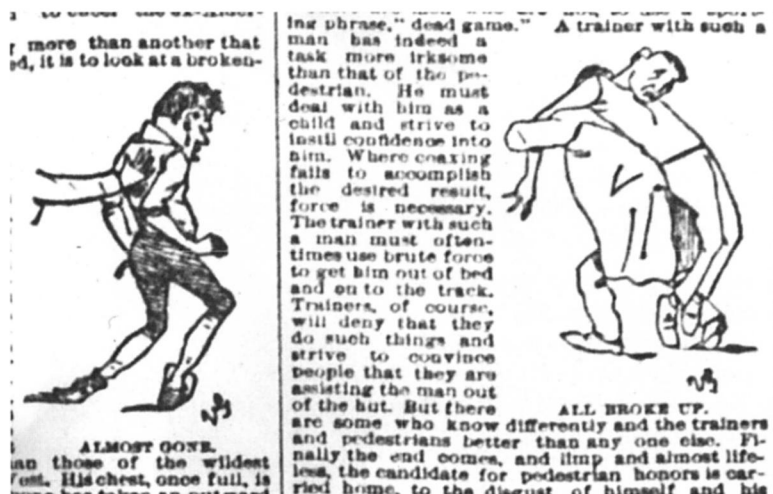 more than another that
ed, it is to look at a broken-
ALMOST GONE.
an those of the wildest
West. His chest, once full, is
ing phrase, "dead game." A trainer with such a
man has indeed a
task more irksome
than that of the pe-
destrian. He must
deal with him as a
child and strive to
instill confidence into
him. Where coaxing
fails to accomplish
the desired result,
force is necessary.
The trainer with such
a man must often-
times use brute force
to get him out of bed
and on to the track.
Trainers, of course,
will deny that they
do such things and
strive to convince
people that they are
assisting the man out
of the hut. But there
ALL BROKE UP.
are some who know differently and the trainers
and pedestrians better than any one else. Fi-
nally the end comes, and limp and almost life-
less, the candidate for pedestrian honors is car-
ried home, to the disgust of himself and his